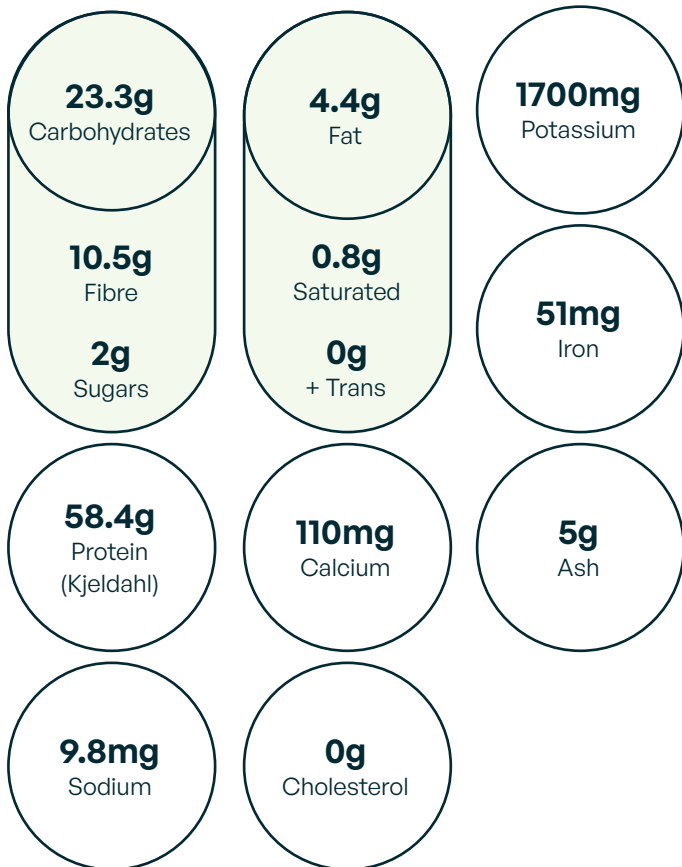 23.3g
Carbohydrates
10.5g
Fibre
2g
Sugars
4.4g
Fat
0.8g
Saturated
0g
+ Trans
1700mg
Potassium
51mg
Iron
58.4g
Protein
(Kjeldahl)
110mg
Calcium
5g
Ash
9.8mg
Sodium
0g
Cholesterol